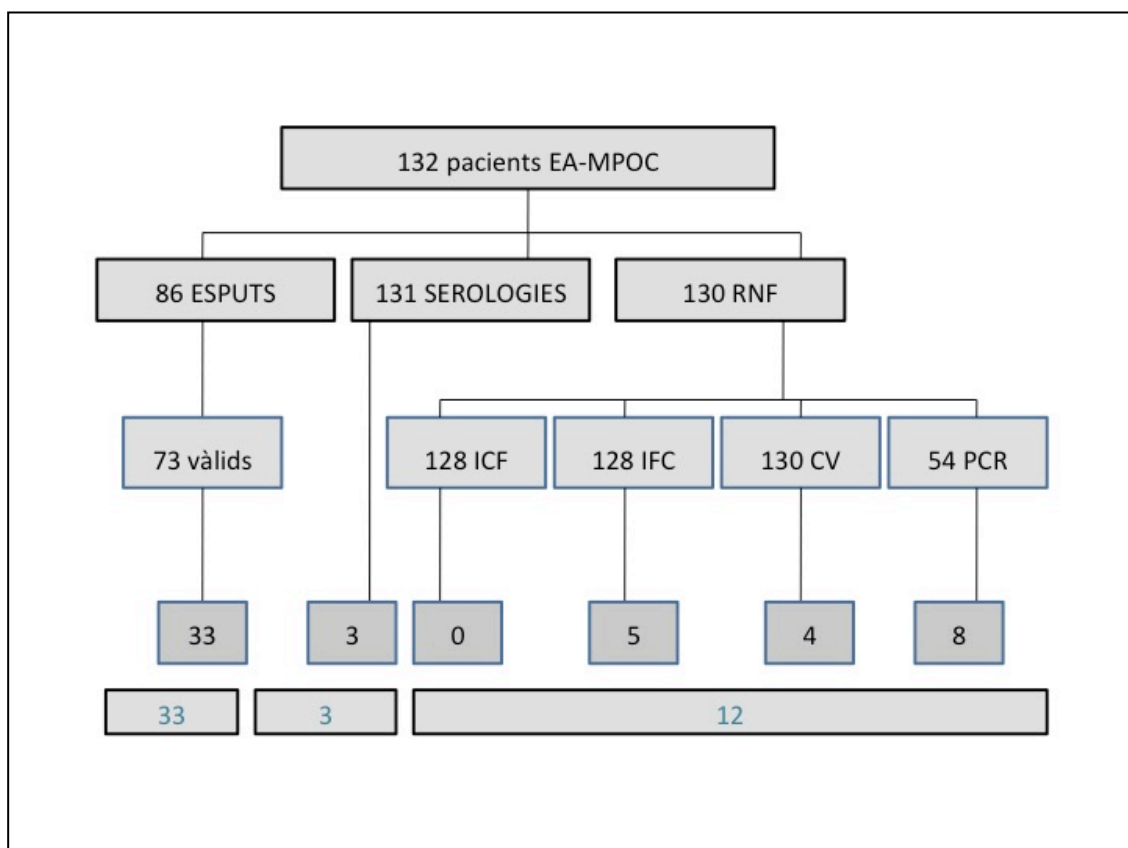 132 pacients EA-MPOC
86 ESPUTS
131 SEROLOGIES
130 RNF
73 vàlids
128 ICF
128 IFC
130 CV
54 PCR
33
3
0
5
4
8
33
3
12